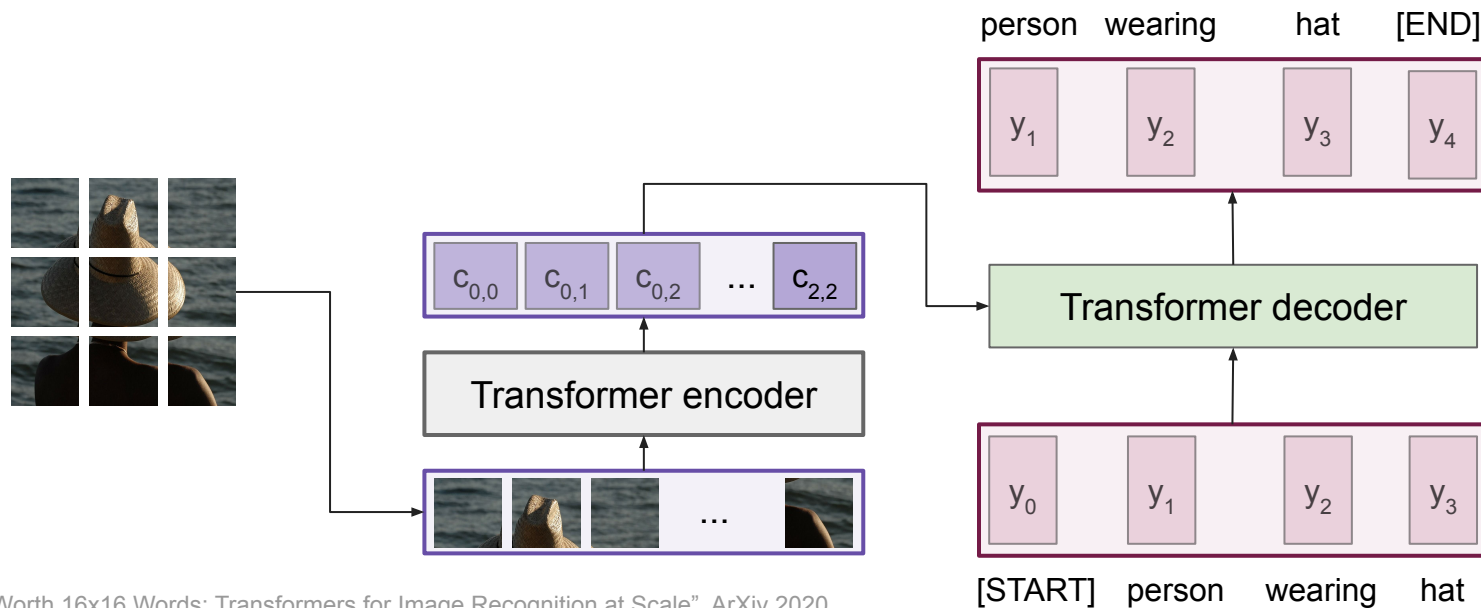 person wearing hat [END]
y1 y2 y3 y4
c0,0 c0,1 c0,2 ... c2,2
Transformer decoder
Transformer encoder
...
y0 y1 y2 y3
[START] person wearing hat
Worth 16x16 Words: Transformers for Image Recognition at Scale", ArXiv 2020